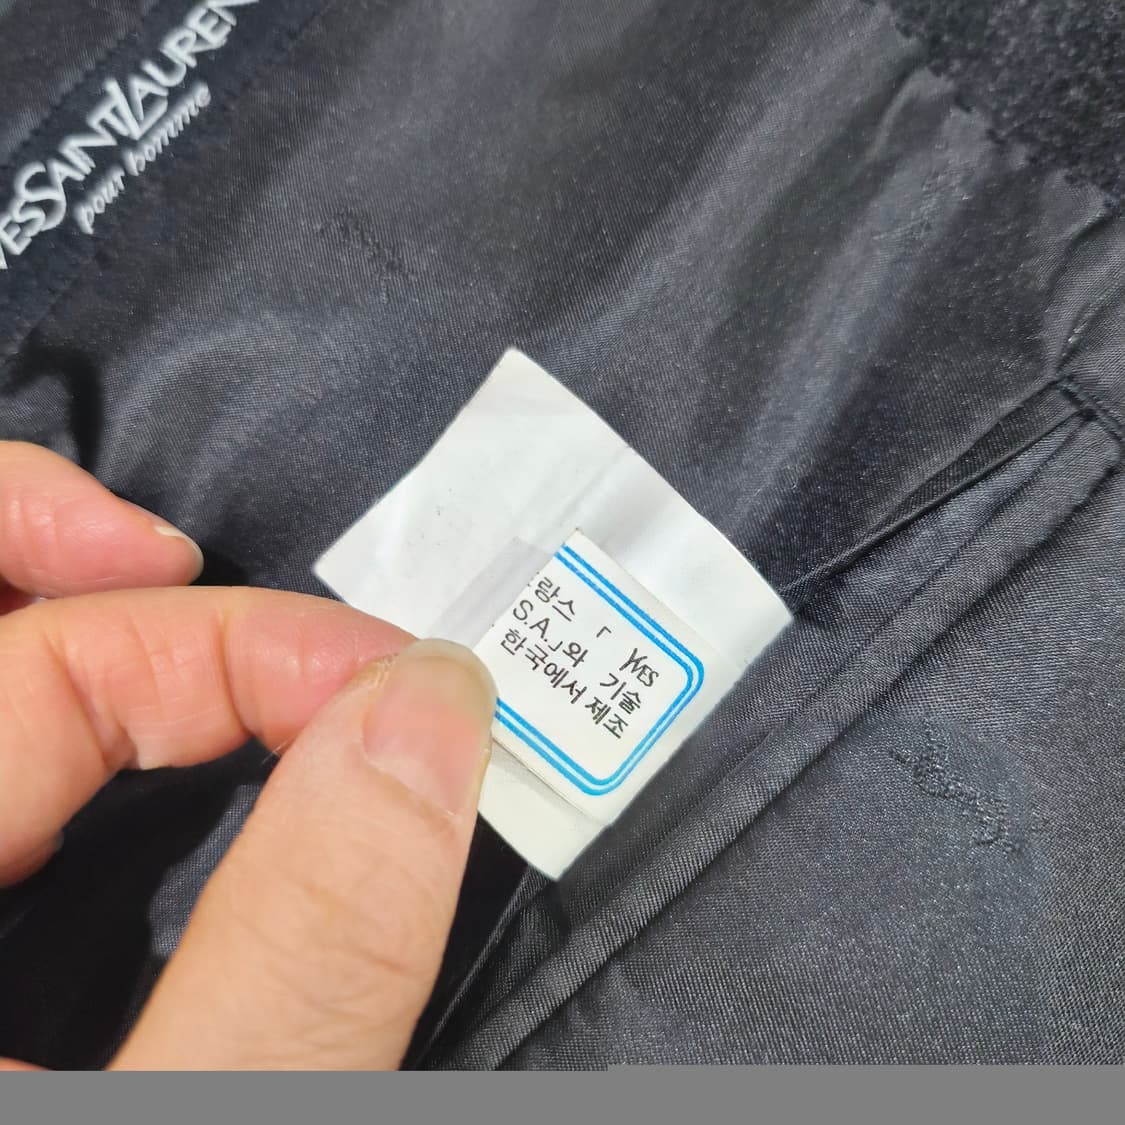 YVESSAINTLAURENT
pour homme
랑스 「 YVES
S.A.」와 기술
한국에서 제조